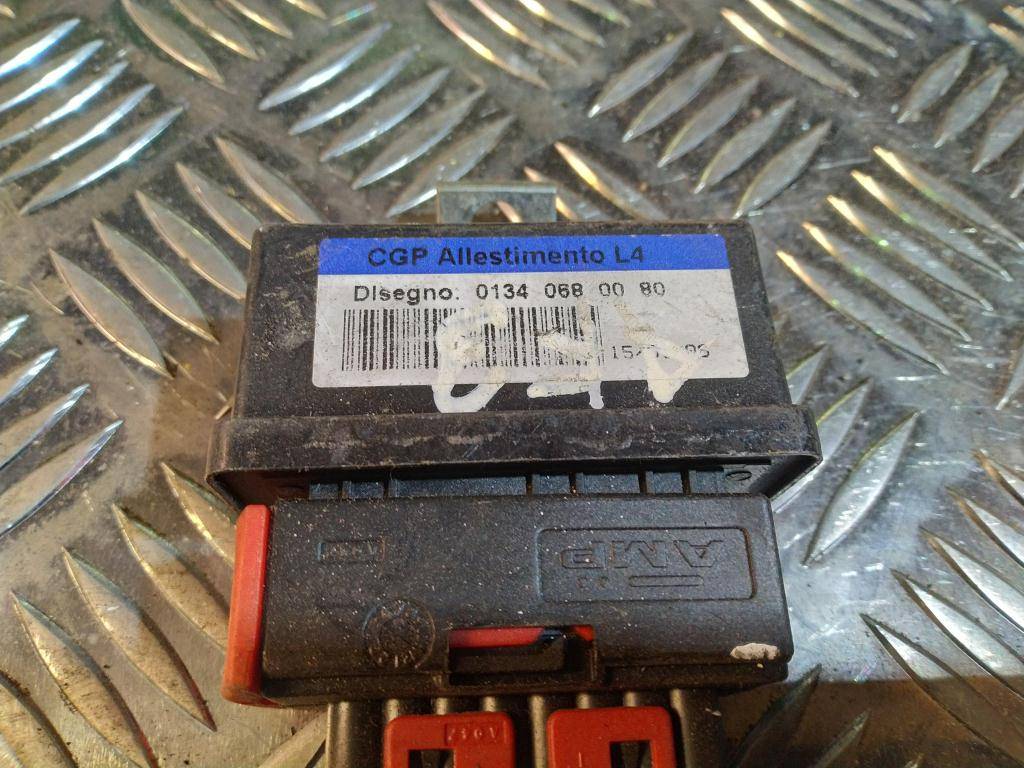 CGP Allestimento L4
Disegno: 0134 068 00 80
AMP